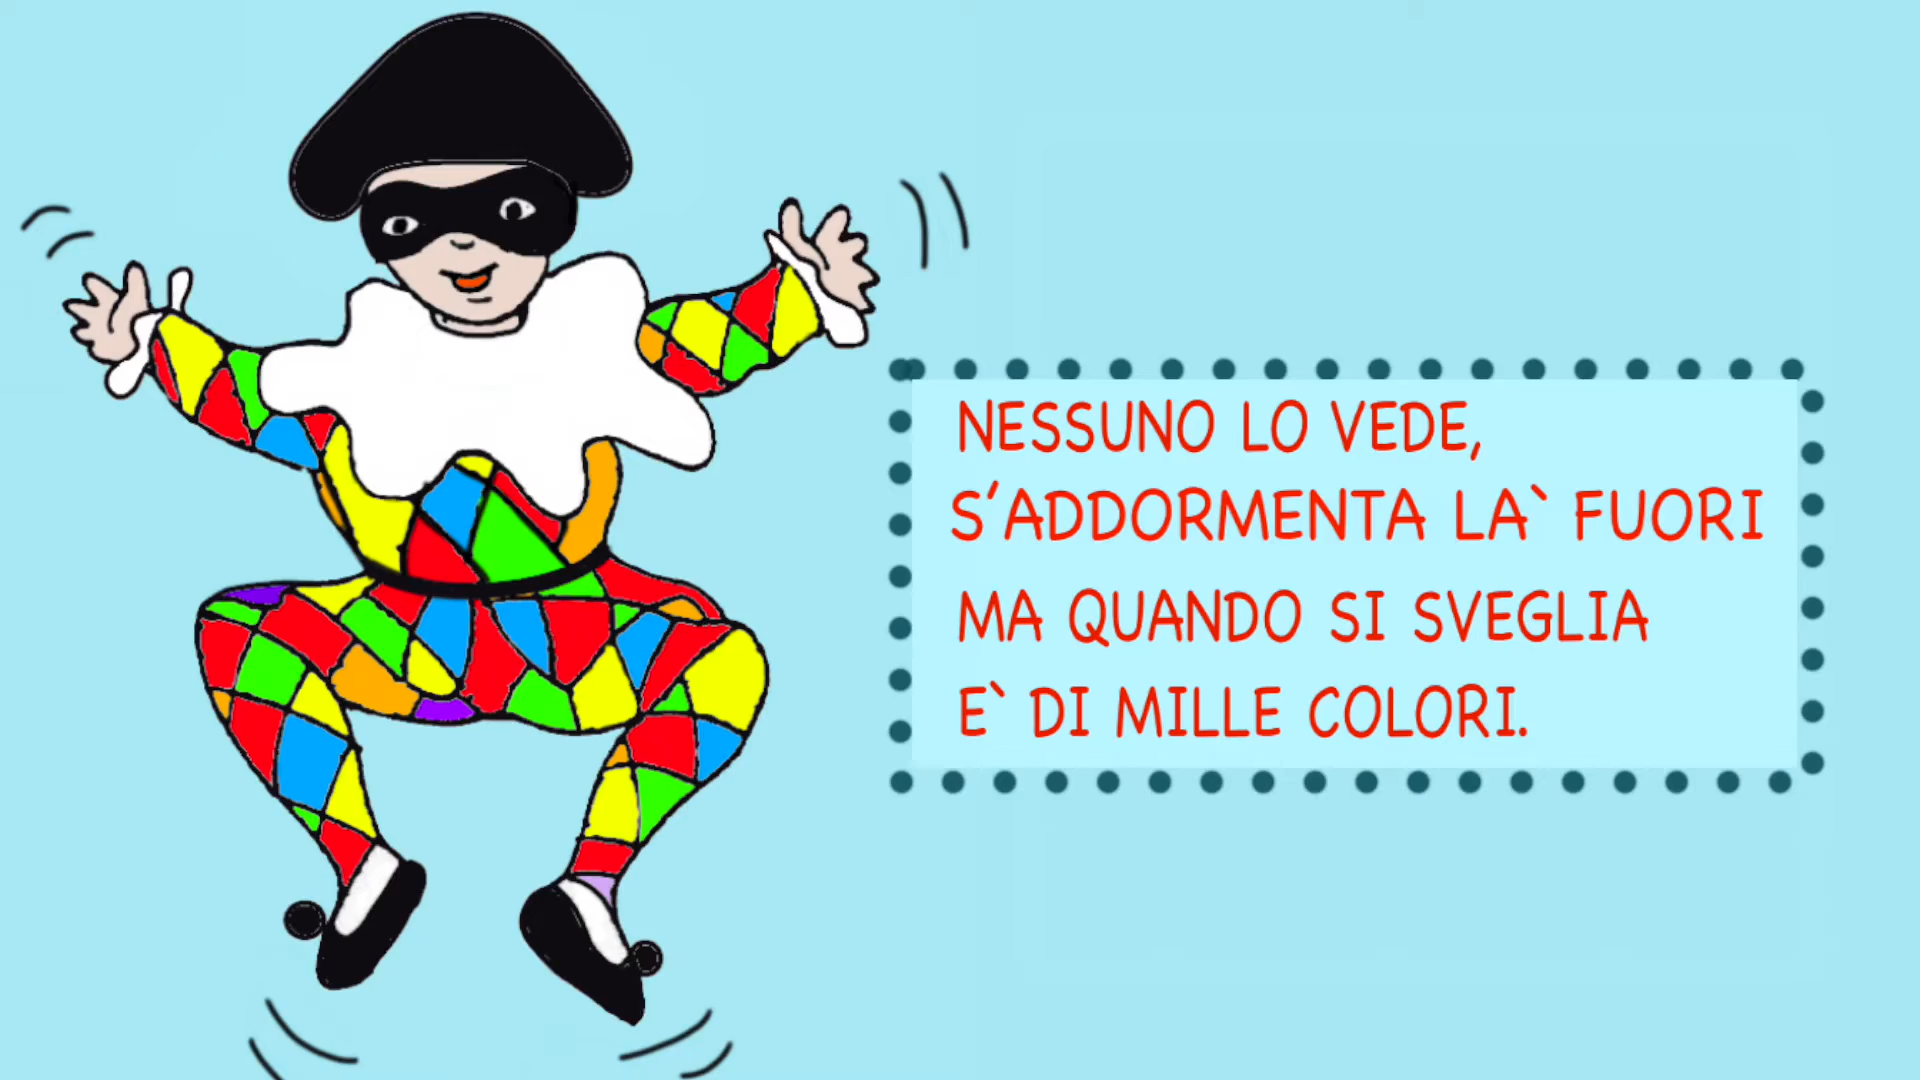 NESSUNO LO VEDE,
S'ADDORMENTA LA` FUORI
MA QUANDO SI SVEGLIA
E` DI MILLE COLORI.